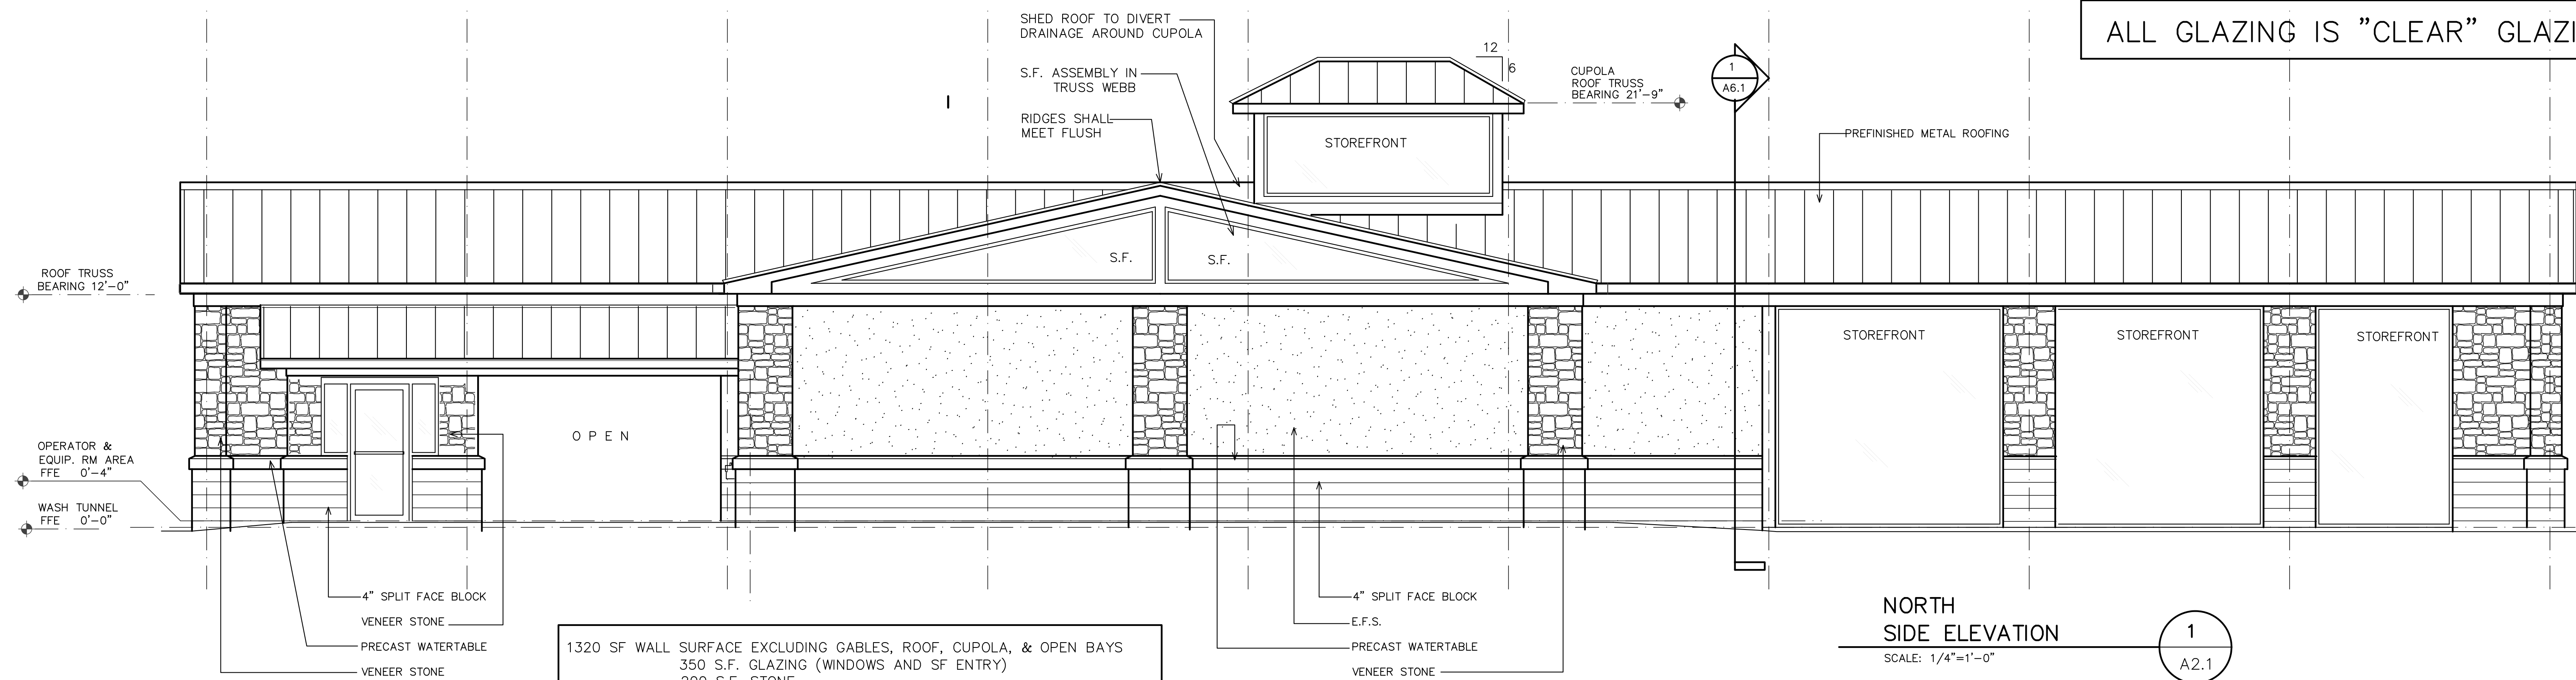 SHED ROOF TO DIVERT
DRAINAGE AROUND CUPOLA
S.F. ASSEMBLY IN
TRUSS WEBB
RIDGES SHALL
MEET FLUSH
12
6
CUPOLA
ROOF TRUSS
BEARING 21'-9"
1
A6.1
ALL GLAZING IS "CLEAR" GLAZI
PREFINISHED METAL ROOFING
STOREFRONT
S.F.
S.F.
ROOF TRUSS
BEARING 12'-0"
STOREFRONT
STOREFRONT
STOREFRONT
OPEN
OPERATOR &
EQUIP. RM AREA
FFE 0'-4"
WASH TUNNEL
FFE 0'-0"
4" SPLIT FACE BLOCK
VENEER STONE
PRECAST WATERTABLE
VENEER STONE
1320 SF WALL SURFACE EXCLUDING GABLES, ROOF, CUPOLA, & OPEN BAYS
350 S.F. GLAZING (WINDOWS AND SF ENTRY)
4" SPLIT FACE BLOCK
E.F.S.
PRECAST WATERTABLE
VENEER STONE
NORTH
SIDE ELEVATION
SCALE: 1/4"=1'-0"
1
A2.1